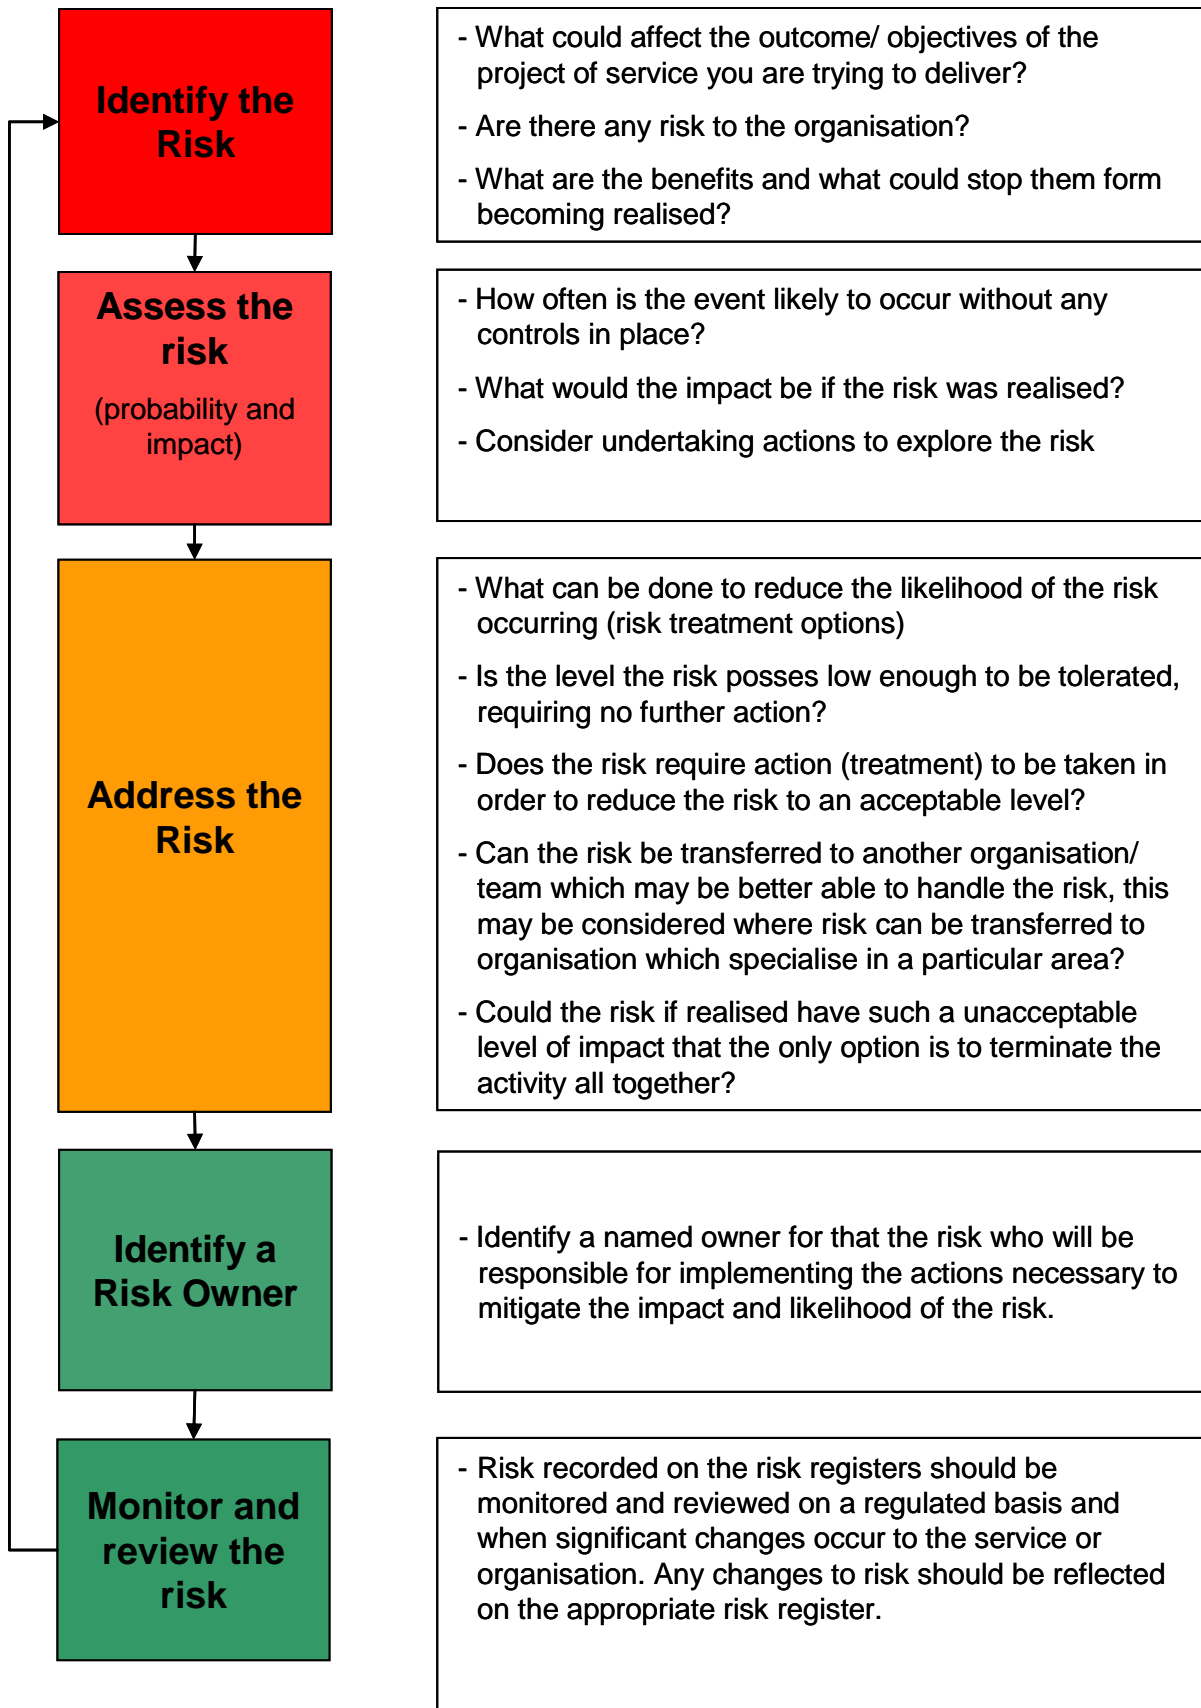 Identify the
Risk
- What could affect the outcome/ objectives of the
project of service you are trying to deliver?
- Are there any risk to the organisation?
- What are the benefits and what could stop them form
becoming realised?
Assess the
risk
(probability and
impact)
- How often is the event likely to occur without any
controls in place?
- What would the impact be if the risk was realised?
- Consider undertaking actions to explore the risk
Address the
Risk
- What can be done to reduce the likelihood of the risk
occurring (risk treatment options)
- Is the level the risk posses low enough to be tolerated,
requiring no further action?
- Does the risk require action (treatment) to be taken in
order to reduce the risk to an acceptable level?
- Can the risk be transferred to another organisation/
team which may be better able to handle the risk, this
may be considered where risk can be transferred to
organisation which specialise in a particular area?
- Could the risk if realised have such a unacceptable
level of impact that the only option is to terminate the
activity all together?
Identify a
Risk Owner
- Identify a named owner for that the risk who will be
responsible for implementing the actions necessary to
mitigate the impact and likelihood of the risk.
Monitor and
review the
risk
- Risk recorded on the risk registers should be
monitored and reviewed on a regulated basis and
when significant changes occur to the service or
organisation. Any changes to risk should be reflected
on the appropriate risk register.